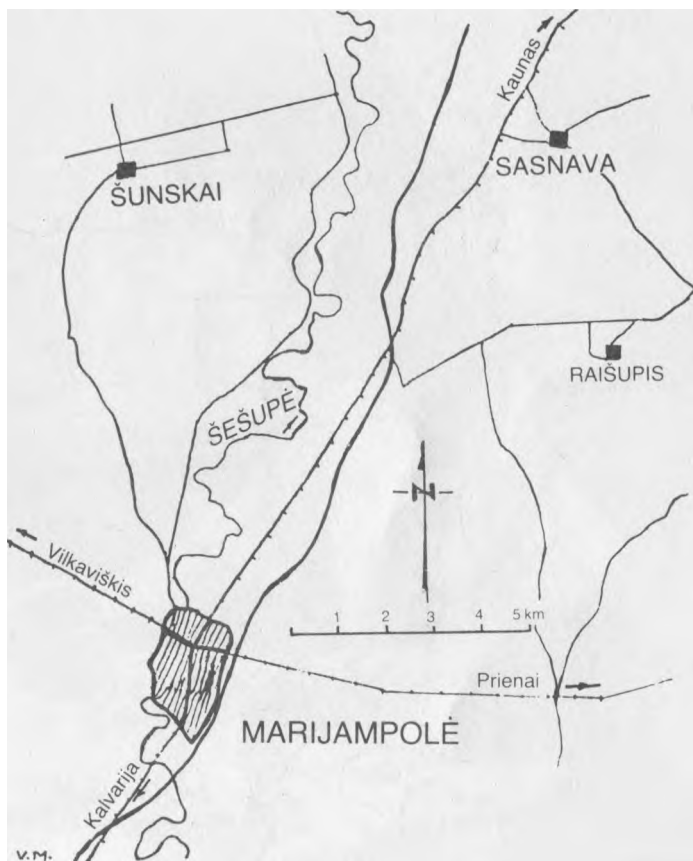 Kaunas
SASNAVA
ŠUNSKAI
RAIŠUPIS
ŠEŠUPĖ
N
Vilkaviškis
1 2 3 4 5 km
Prienai
MARIJAMPOLĖ
Kalvarija
V.M.